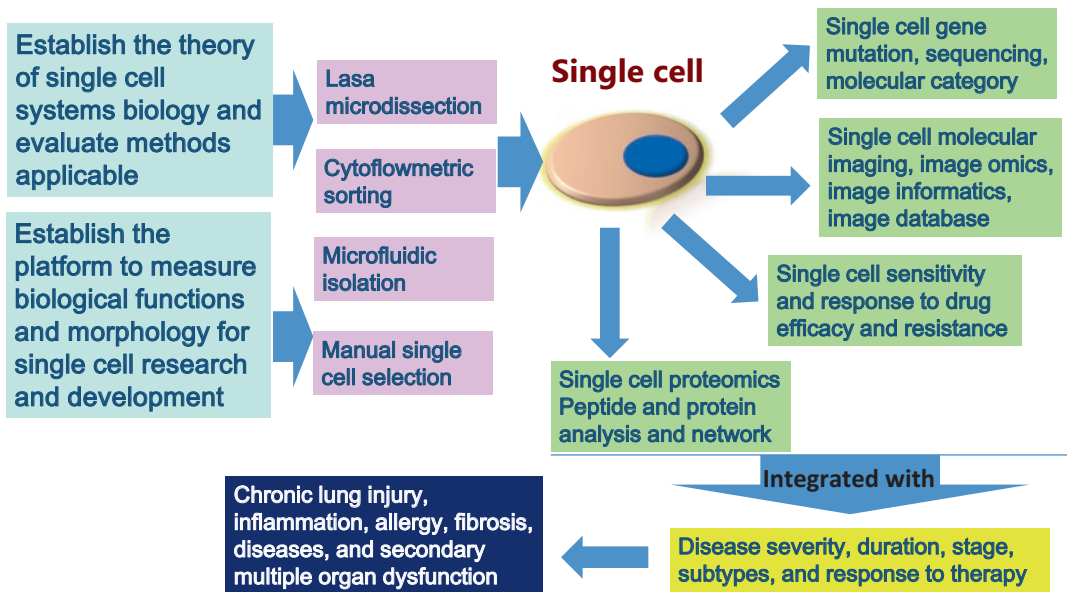 Establish the theory
of single cell
systems biology and
evaluate methods
applicable
Establish the
platform to measure
biological functions
and morphology for
single cell research
and development
Lasa
microdissection
Cytoflowmetric
sorting
Microfluidic
isolation
Manual single
cell selection
Single cell
Single cell gene
mutation, sequencing,
molecular category
Single cell molecular
imaging, image omics,
image informatics,
image database
Single cell sensitivity
and response to drug
efficacy and resistance
Single cell proteomics
Peptide and protein
analysis and network
Integrated with
Disease severity, duration, stage,
subtypes, and response to therapy
Chronic lung injury,
inflammation, allergy, fibrosis,
diseases, and secondary
multiple organ dysfunction